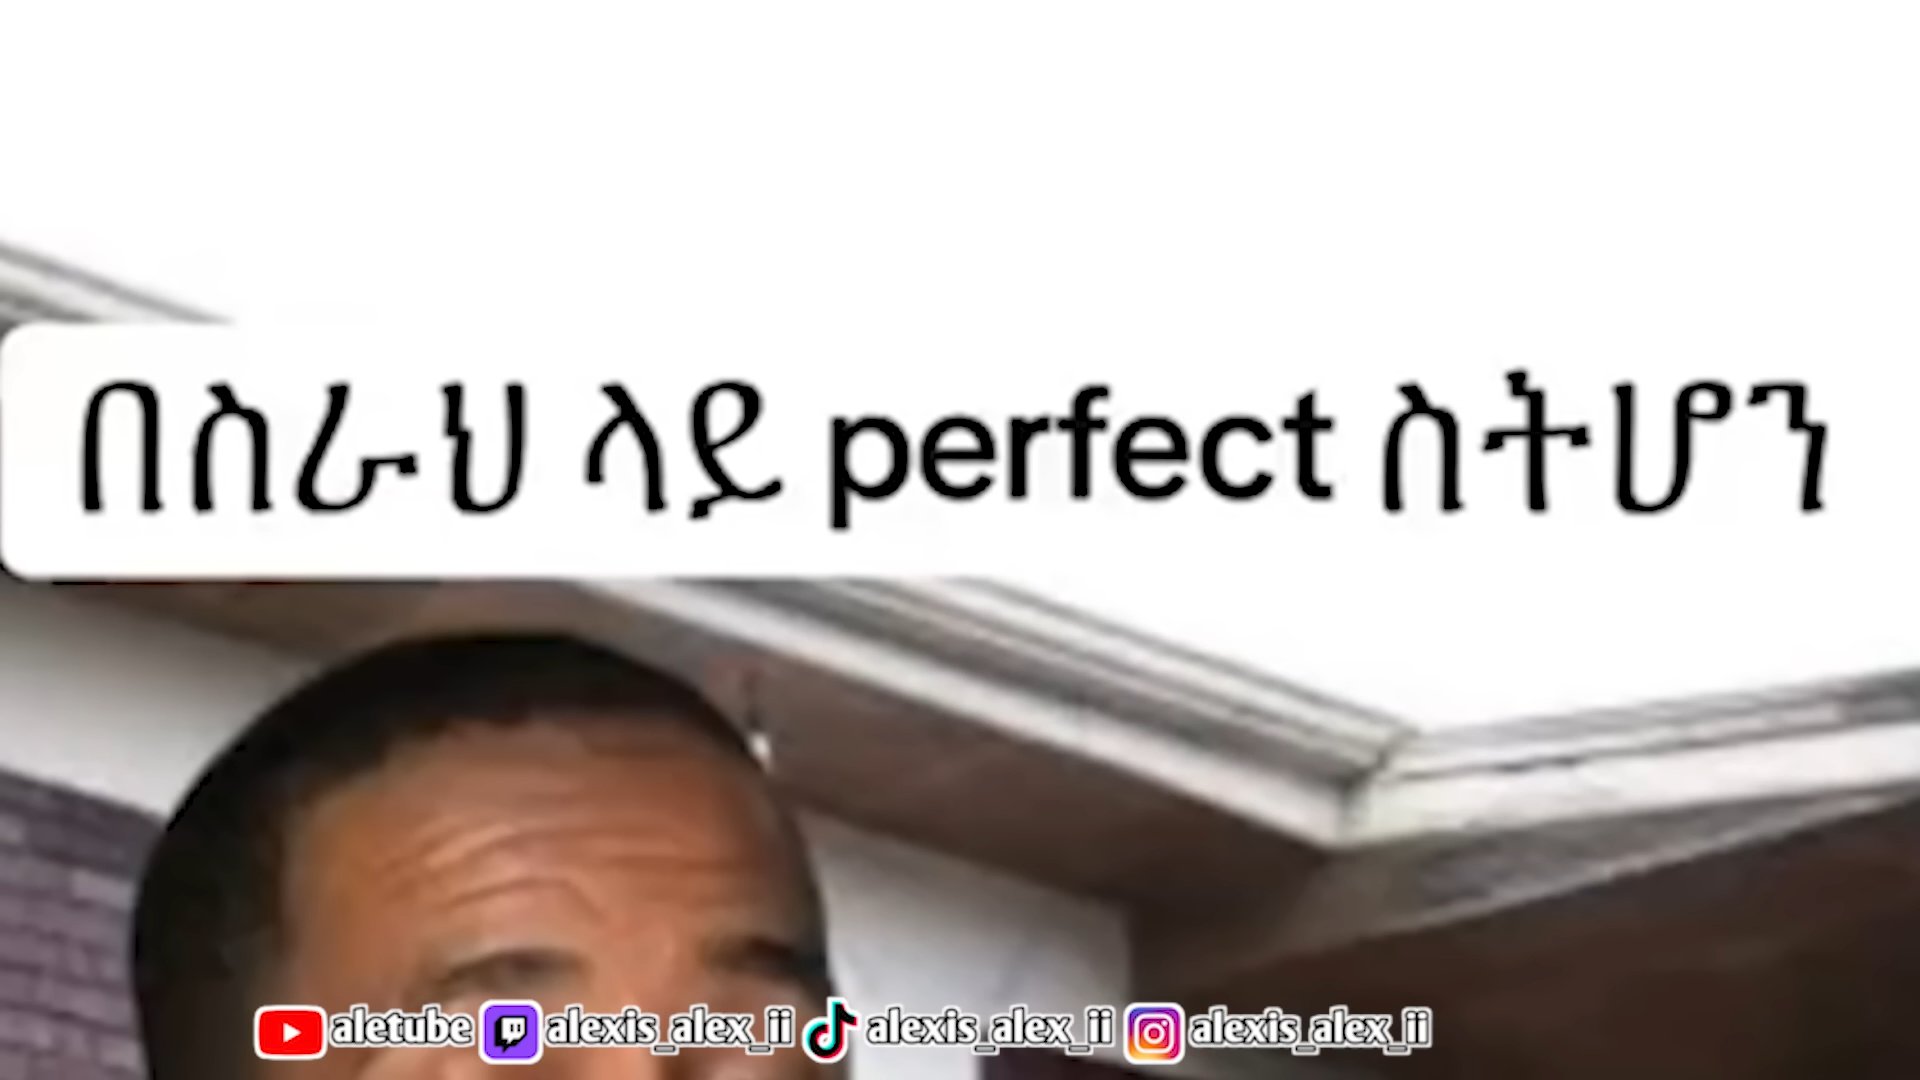 በስራህ ላይ perfect ስትሆን
aletube alexis_alex_ii alexis_alex_ii alexis_alex_ii